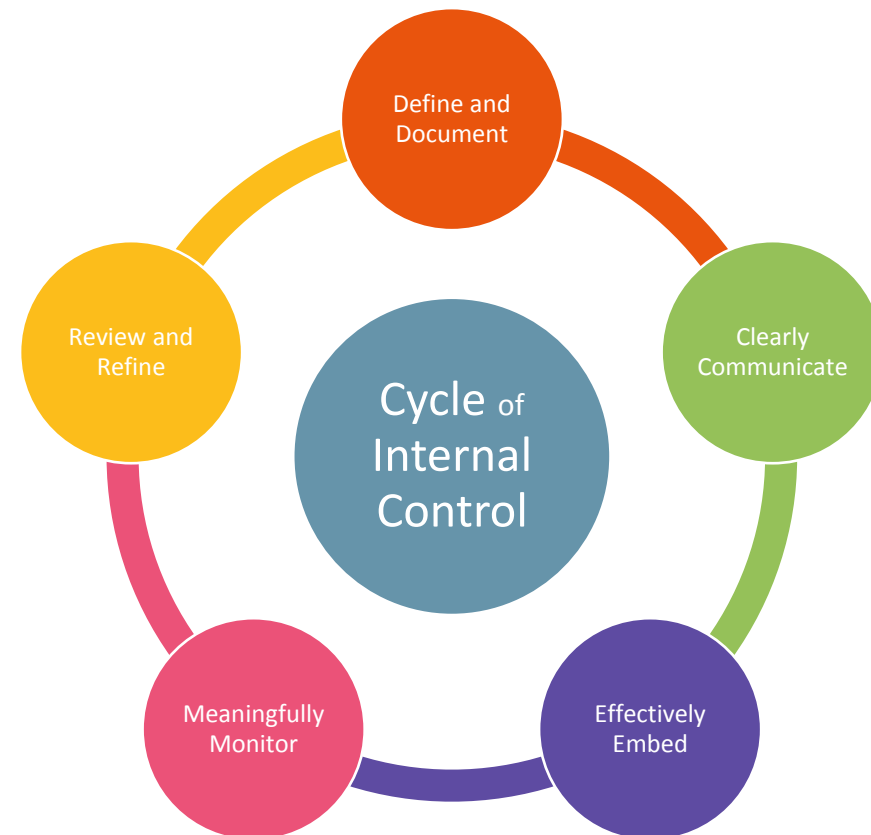 Define and
Document
Clearly
Communicate
Effectively
Embed
Meaningfully
Monitor
Review and
Refine
Cycle of
Internal
Control